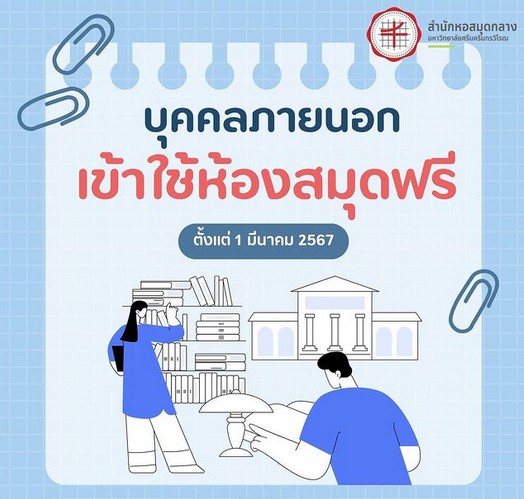 สำนักหอสมุดกลาง
มหาวิทยาลัยศรีนครินทรวิโรฒ
บุคคลภายนอก
เข้าใช้ห้องสมุดฟรี
ตั้งแต่ 1 มีนาคม 2567